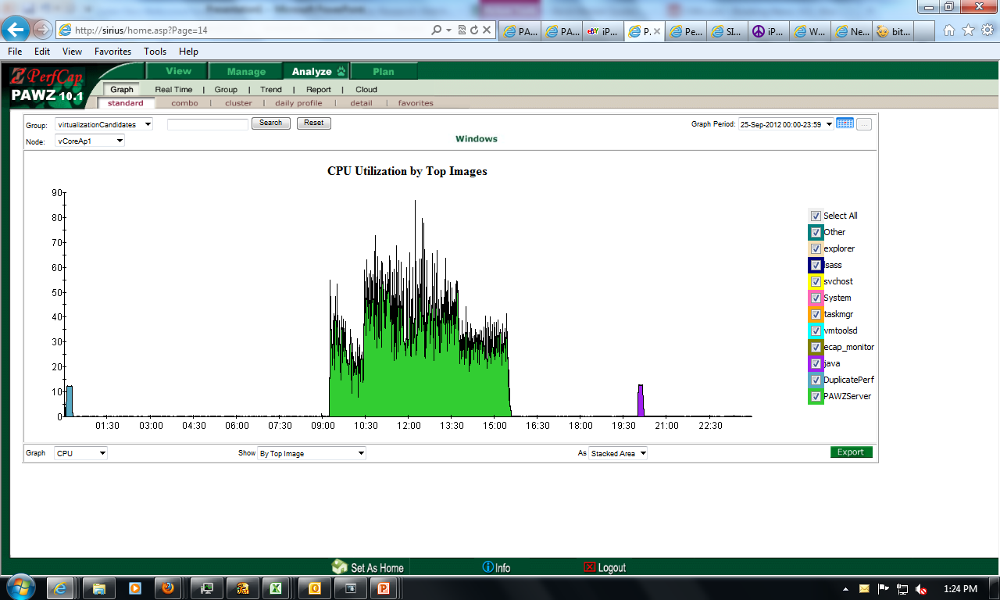 Presentation1 - Microsoft PowerPoint
http://sirius/home.asp?Page=14
PA... PA... iP... P. Pe... SI... iP... W... Ne... bit...
File Edit View Favorites Tools Help
PerfCap
PAWZ 10.1
View Manage Analyze Plan
Graph Real Time | Group | Trend | Report | Cloud
standard combo | cluster | daily profile | detail | favorites
Group: virtualizationCandidates Search Reset Graph Period: 25-Sep-2012 00:00-23:59 ...
Node: vCoreAp1
Windows
CPU Utilization by Top Images
90
80
70
60
50
40
30
20
10
0
01:30 03:00 04:30 06:00 07:30 09:00 10:30 12:00 13:30 15:00 16:30 18:00 19:30 21:00 22:30
Select All
Other
explorer
lsass
svchost
System
taskmgr
vmtoolsd
ecap_monitor
java
DuplicatePerf
PAWZServer
Graph CPU Show By Top Image As Stacked Area Export
Set As Home Info Logout
1:24 PM